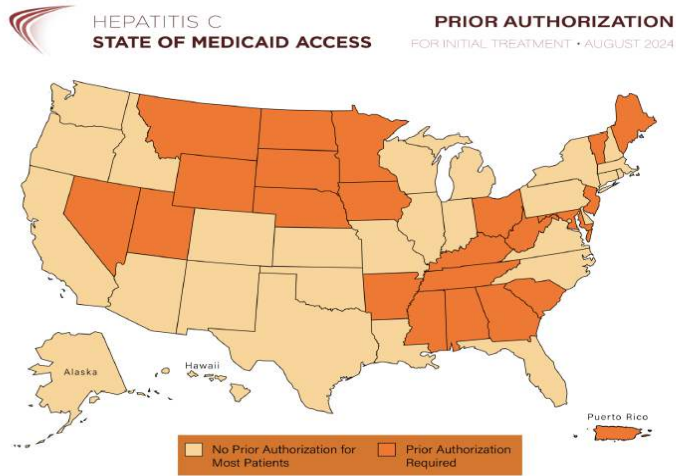 HEPATITIS C
STATE OF MEDICAID ACCESS
PRIOR AUTHORIZATION
FOR INITIAL TREATMENT • AUGUST 2024
Alaska
Hawaii
Puerto Rico
No Prior Authorization for
Most Patients
Prior Authorization
Required